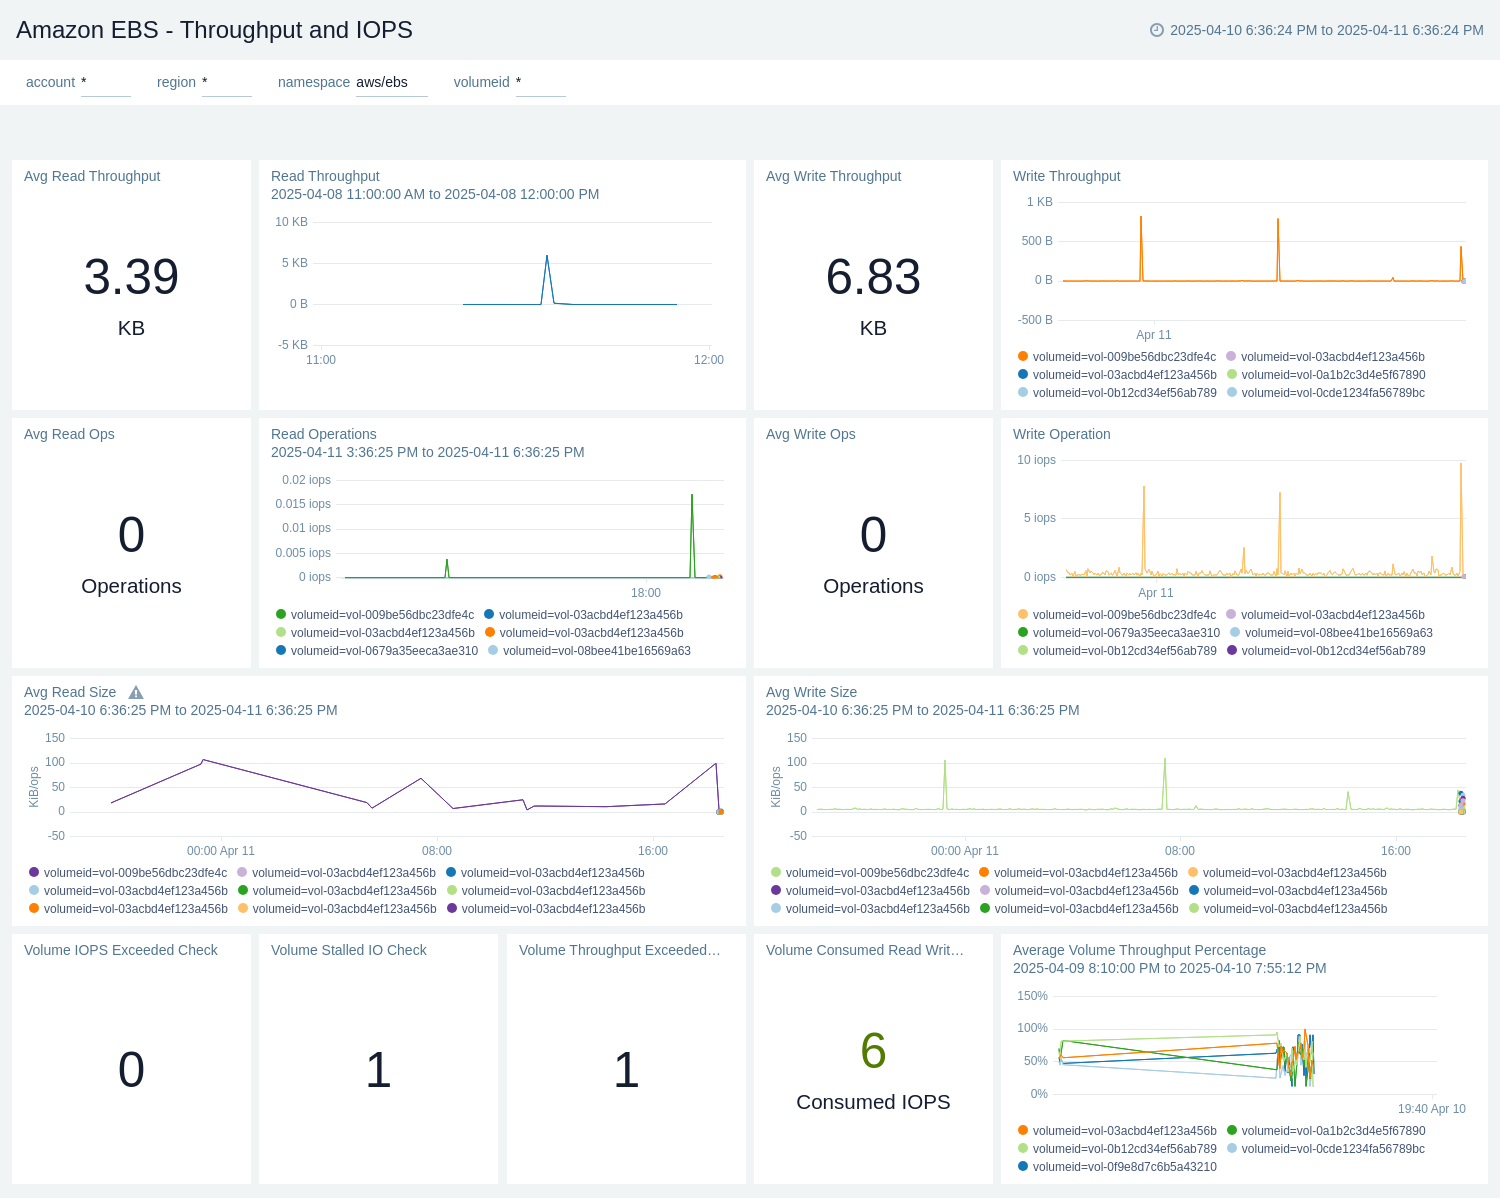 Amazon EBS - Throughput and IOPS
2025-04-10 6:36:24 PM to 2025-04-11 6:36:24 PM
account * region * namespace aws/ebs volumeid *
Avg Read Throughput
3.39
KB
Read Throughput
2025-04-08 11:00:00 AM to 2025-04-08 12:00:00 PM
10 KB
5 KB
0 B
-5 KB
11:00 12:00
Avg Write Throughput
6.83
KB
Write Throughput
1 KB
500 B
0 B
-500 B
Apr 11
volumeid=vol-009be56dbc23dfe4c volumeid=vol-03acbd4ef123a456b
volumeid=vol-03acbd4ef123a456b volumeid=vol-0a1b2c3d4e5f67890
volumeid=vol-0b12cd34ef56ab789 volumeid=vol-0cde1234fa56789bc
Avg Read Ops
0
Operations
Read Operations
2025-04-11 3:36:25 PM to 2025-04-11 6:36:25 PM
0.02 iops
0.015 iops
0.01 iops
0.005 iops
0 iops
18:00
volumeid=vol-009be56dbc23dfe4c volumeid=vol-03acbd4ef123a456b
volumeid=vol-03acbd4ef123a456b volumeid=vol-03acbd4ef123a456b
volumeid=vol-0679a35eeca3ae310 volumeid=vol-08bee41be16569a63
Avg Write Ops
0
Operations
Write Operation
10 iops
5 iops
0 iops
Apr 11
volumeid=vol-009be56dbc23dfe4c volumeid=vol-03acbd4ef123a456b
volumeid=vol-0679a35eeca3ae310 volumeid=vol-08bee41be16569a63
volumeid=vol-0b12cd34ef56ab789 volumeid=vol-0b12cd34ef56ab789
Avg Read Size
2025-04-10 6:36:25 PM to 2025-04-11 6:36:25 PM
KiB/ops
150
100
50
0
-50
00:00 Apr 11 08:00 16:00
volumeid=vol-009be56dbc23dfe4c volumeid=vol-03acbd4ef123a456b volumeid=vol-03acbd4ef123a456b
volumeid=vol-03acbd4ef123a456b volumeid=vol-03acbd4ef123a456b volumeid=vol-03acbd4ef123a456b
volumeid=vol-03acbd4ef123a456b volumeid=vol-03acbd4ef123a456b volumeid=vol-03acbd4ef123a456b
Avg Write Size
2025-04-10 6:36:25 PM to 2025-04-11 6:36:25 PM
KiB/ops
150
100
50
0
-50
00:00 Apr 11 08:00 16:00
volumeid=vol-009be56dbc23dfe4c volumeid=vol-03acbd4ef123a456b volumeid=vol-03acbd4ef123a456b
volumeid=vol-03acbd4ef123a456b volumeid=vol-03acbd4ef123a456b volumeid=vol-03acbd4ef123a456b
volumeid=vol-03acbd4ef123a456b volumeid=vol-03acbd4ef123a456b volumeid=vol-03acbd4ef123a456b
Volume IOPS Exceeded Check
0
Volume Stalled IO Check
1
Volume Throughput Exceeded…
1
Volume Consumed Read Writ…
6
Consumed IOPS
Average Volume Throughput Percentage
2025-04-09 8:10:00 PM to 2025-04-10 7:55:12 PM
150%
100%
50%
0%
19:40 Apr 10
volumeid=vol-03acbd4ef123a456b volumeid=vol-0a1b2c3d4e5f67890
volumeid=vol-0b12cd34ef56ab789 volumeid=vol-0cde1234fa56789bc
volumeid=vol-0f9e8d7c6b5a43210